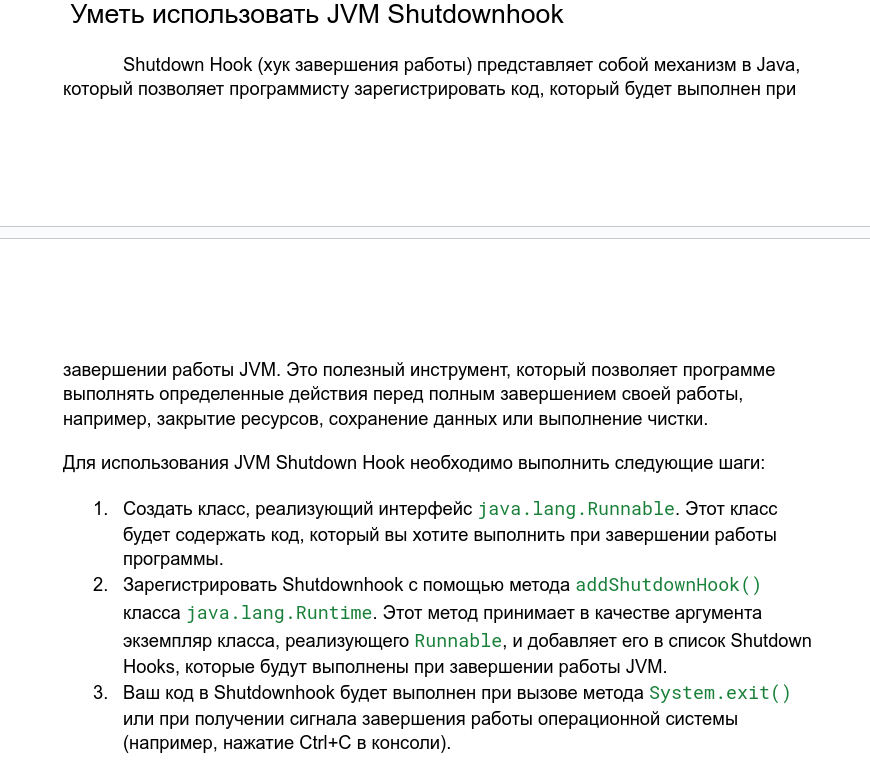 Уметь использовать JVM Shutdownhook
Shutdown Hook (хук завершения работы) представляет собой механизм в Java,
который позволяет программисту зарегистрировать код, который будет выполнен при
завершении работы JVM. Это полезный инструмент, который позволяет программе
выполнять определенные действия перед полным завершением своей работы,
например, закрытие ресурсов, сохранение данных или выполнение чистки.
Для использования JVM Shutdown Hook необходимо выполнить следующие шаги:
1. Создать класс, реализующий интерфейс java.lang.Runnable. Этот класс
будет содержать код, который вы хотите выполнить при завершении работы
программы.
2. Зарегистрировать Shutdownhook с помощью метода addShutdownHook()
класса java.lang.Runtime. Этот метод принимает в качестве аргумента
экземпляр класса, реализующего Runnable, и добавляет его в список Shutdown
Hooks, которые будут выполнены при завершении работы JVM.
3. Ваш код в Shutdownhook будет выполнен при вызове метода System.exit()
или при получении сигнала завершения работы операционной системы
(например, нажатие Ctrl+C в консоли).